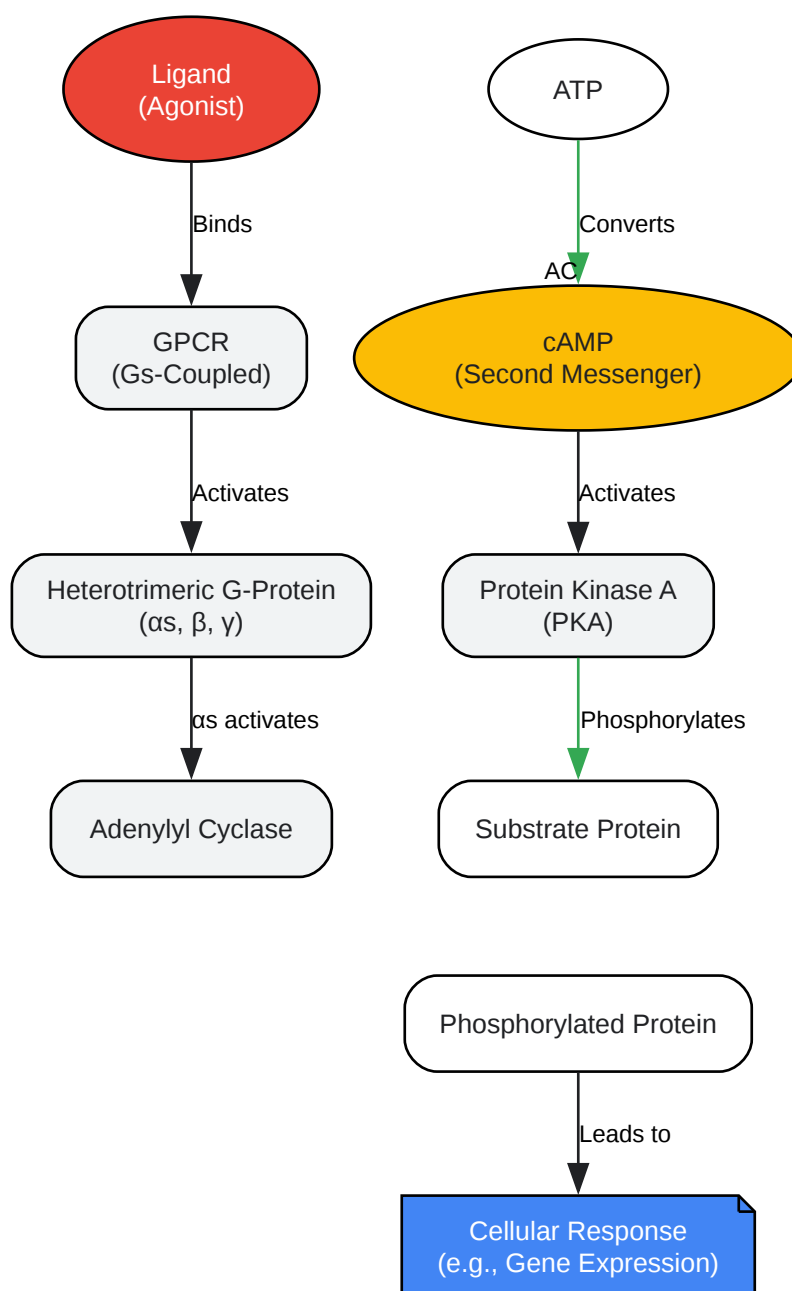 Ligand
(Agonist)
Binds
GPCR
(Gs-Coupled)
Activates
Heterotrimeric G-Protein
(αs, β, γ)
αs activates
Adenylyl Cyclase
ATP
Converts
AC
cAMP
(Second Messenger)
Activates
Protein Kinase A
(PKA)
Phosphorylates
Substrate Protein
Phosphorylated Protein
Leads to
Cellular Response
(e.g., Gene Expression)